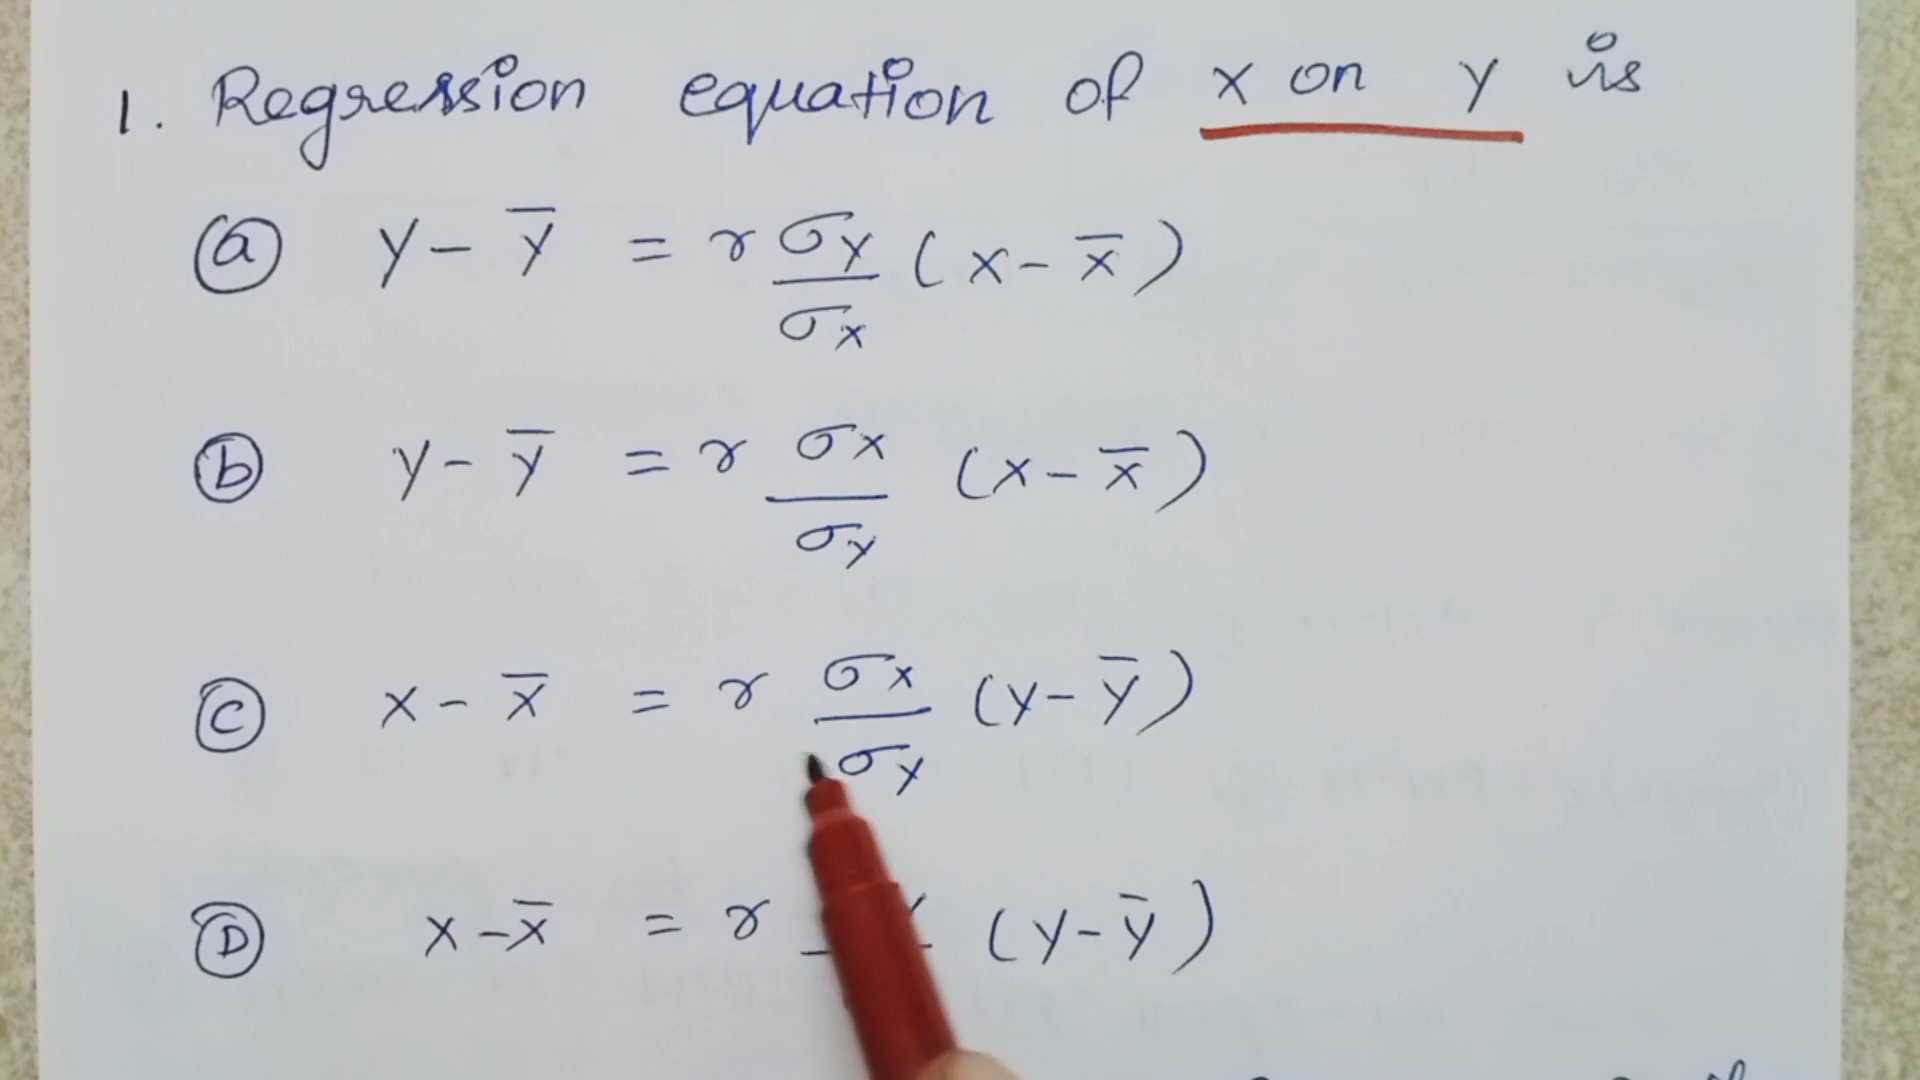 1. Regression equation of x on y is
(a) y - ȳ = r σy/σx (x - x̄)
(b) y - ȳ = r σx/σy (x - x̄)
(c) x - x̄ = r σx/σy (y - ȳ)
(D) x - x̄ = r (y - ȳ)